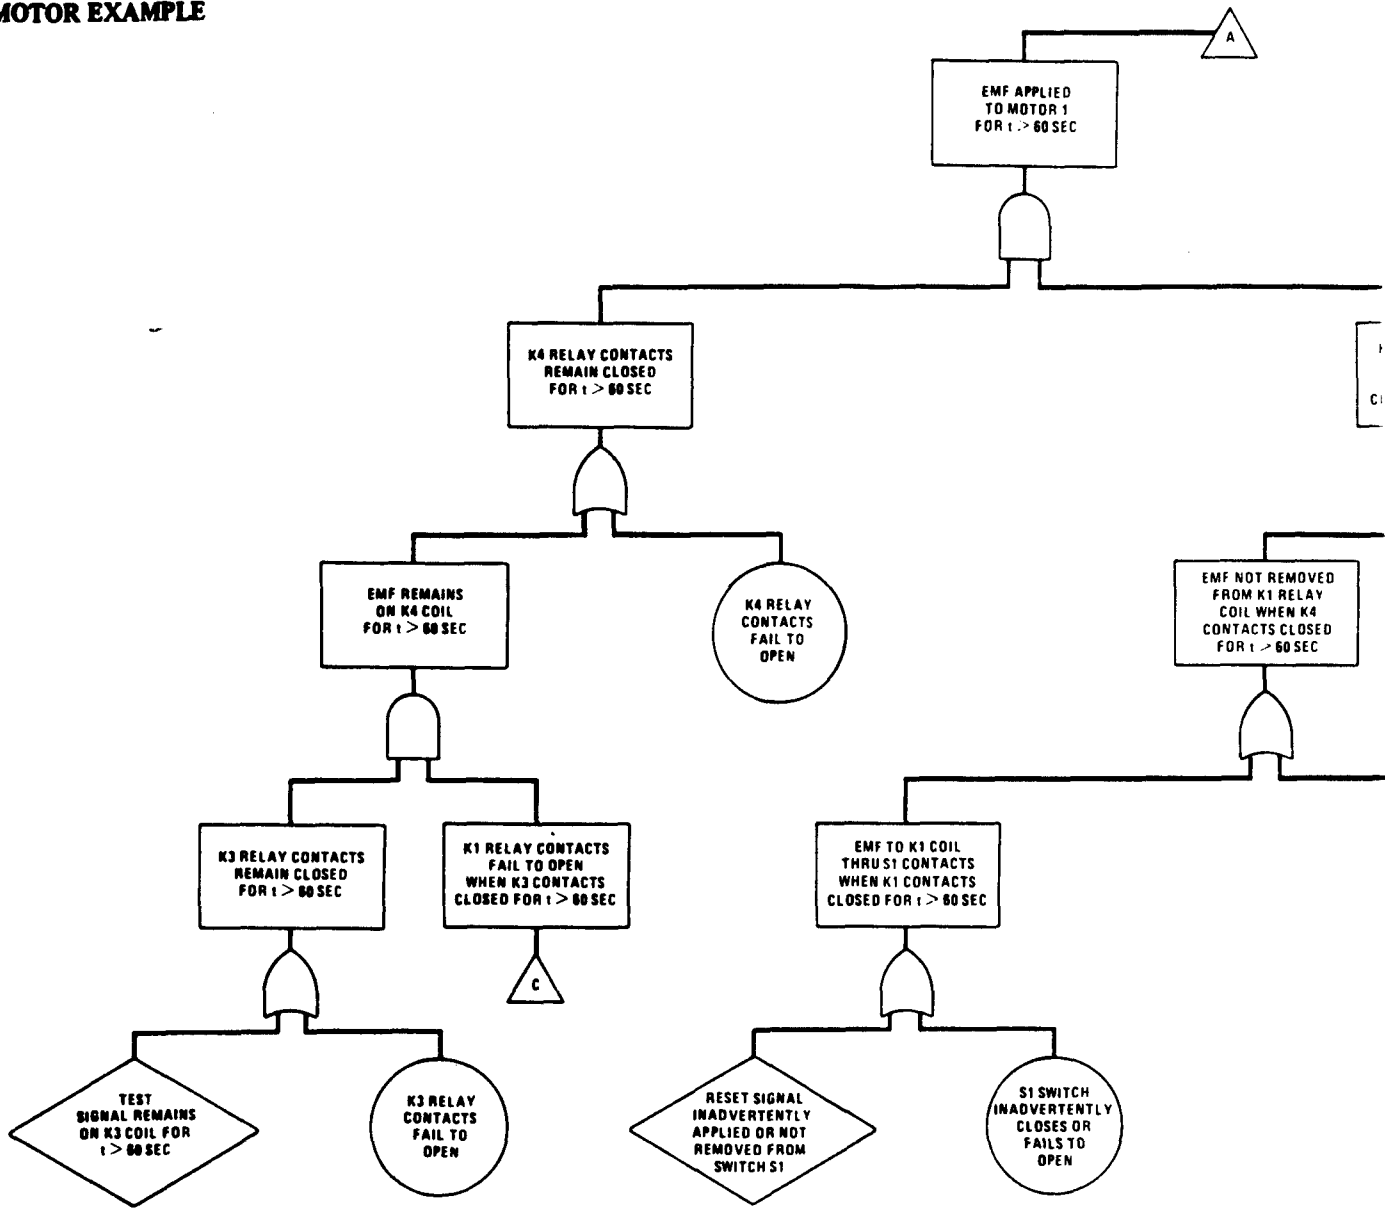 MOTOR EXAMPLE
A
EMF APPLIED
TO MOTOR 1
FOR t > 60 SEC
K4 RELAY CONTACTS
REMAIN CLOSED
FOR t > 60 SEC
EMF REMAINS
ON K4 COIL
FOR t > 60 SEC
K4 RELAY
CONTACTS
FAIL TO
OPEN
EMF NOT REMOVED
FROM K1 RELAY
COIL WHEN K4
CONTACTS CLOSED
FOR t > 60 SEC
K3 RELAY CONTACTS
REMAIN CLOSED
FOR t > 60 SEC
K1 RELAY CONTACTS
FAIL TO OPEN
WHEN K3 CONTACTS
CLOSED FOR t > 60 SEC
EMF TO K1 COIL
THRU S1 CONTACTS
WHEN K1 CONTACTS
CLOSED FOR t > 60 SEC
C
TEST
SIGNAL REMAINS
ON K3 COIL FOR
t > 60 SEC
K3 RELAY
CONTACTS
FAIL TO
OPEN
RESET SIGNAL
INADVERTENTLY
APPLIED OR NOT
REMOVED FROM
SWITCH S1
S1 SWITCH
INADVERTENTLY
CLOSES OR
FAILS TO
OPEN